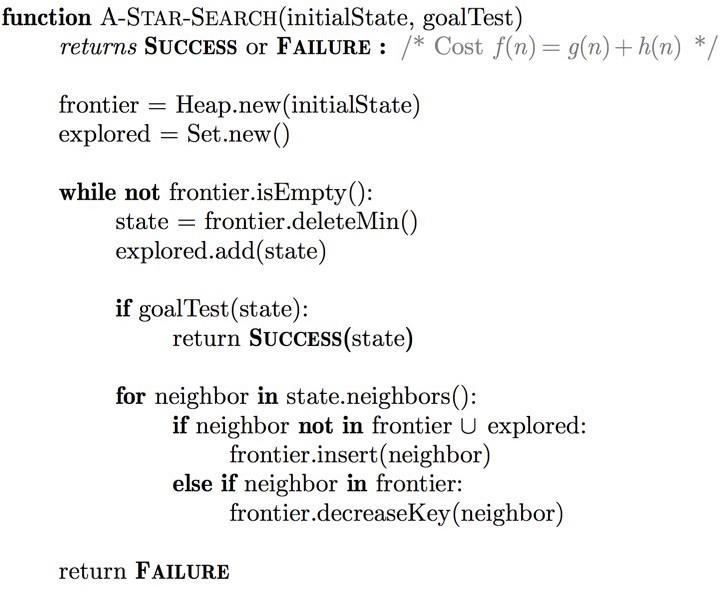 function A-STAR-SEARCH(initialState, goalTest)
returns SUCCESS or FAILURE : /* Cost f(n) = g(n) + h(n) */
frontier = Heap.new(initialState)
explored = Set.new()
while not frontier.isEmpty():
state = frontier.deleteMin()
explored.add(state)
if goalTest(state):
return SUCCESS(state)
for neighbor in state.neighbors():
if neighbor not in frontier ∪ explored:
frontier.insert(neighbor)
else if neighbor in frontier:
frontier.decreaseKey(neighbor)
return FAILURE